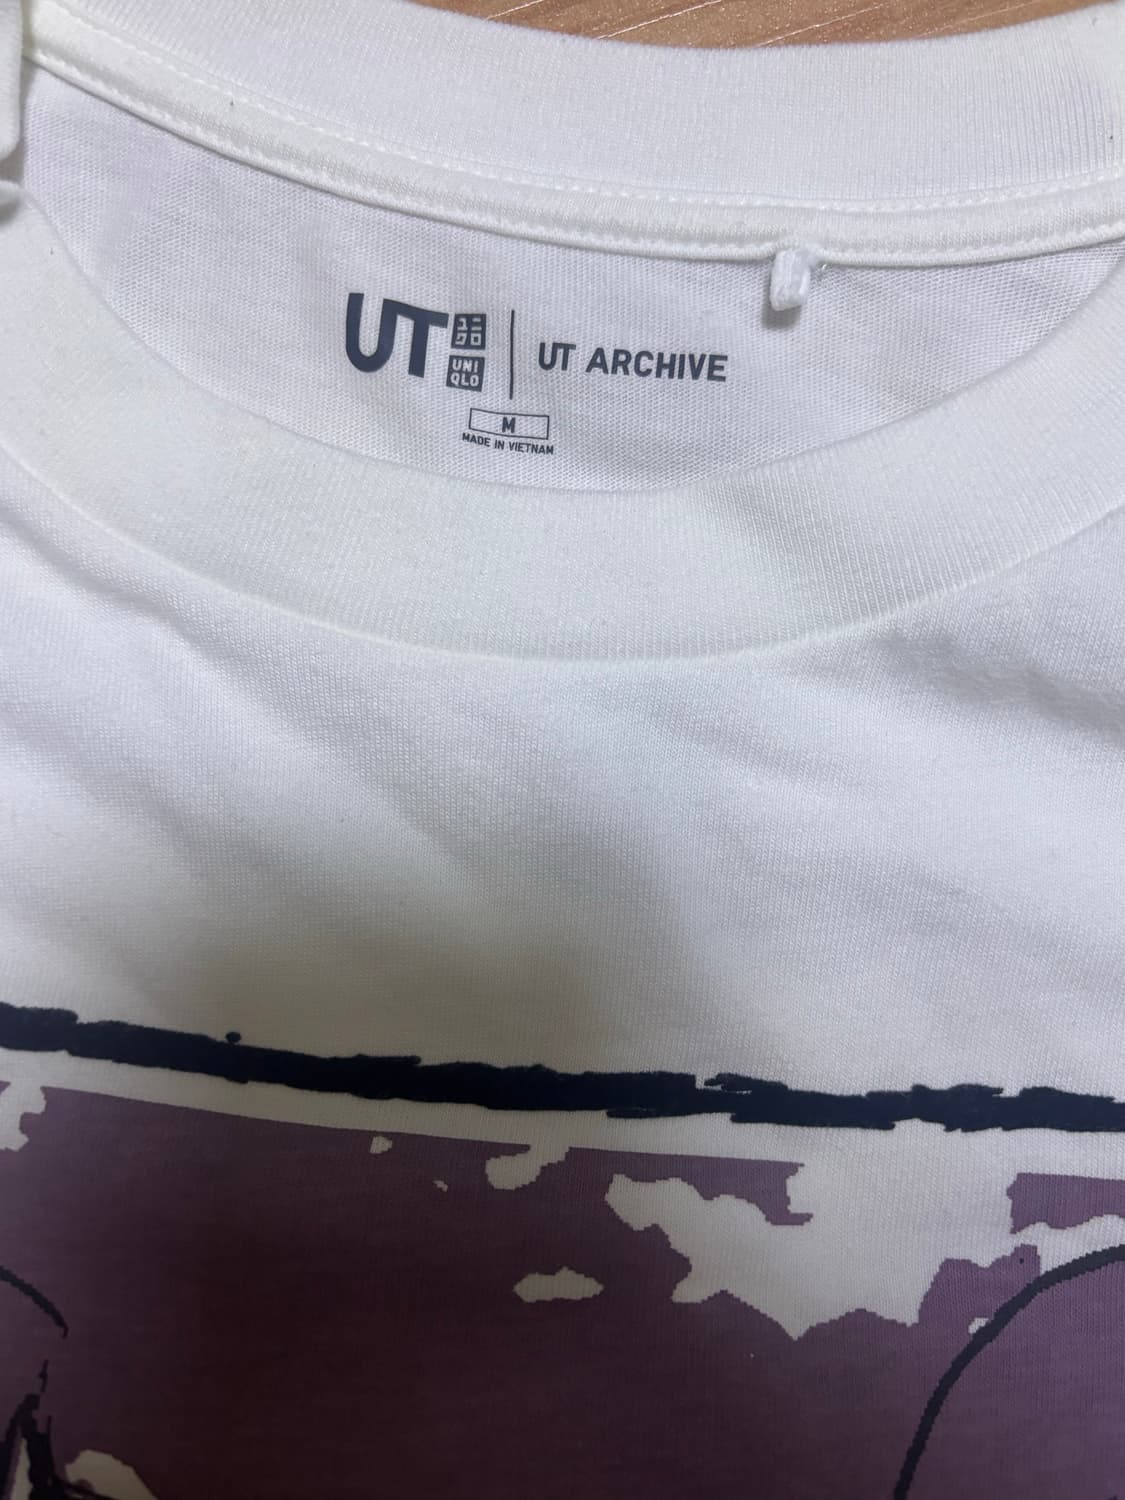 UT ユニクロ UNIQLO | UT ARCHIVE
M
MADE IN VIETNAM